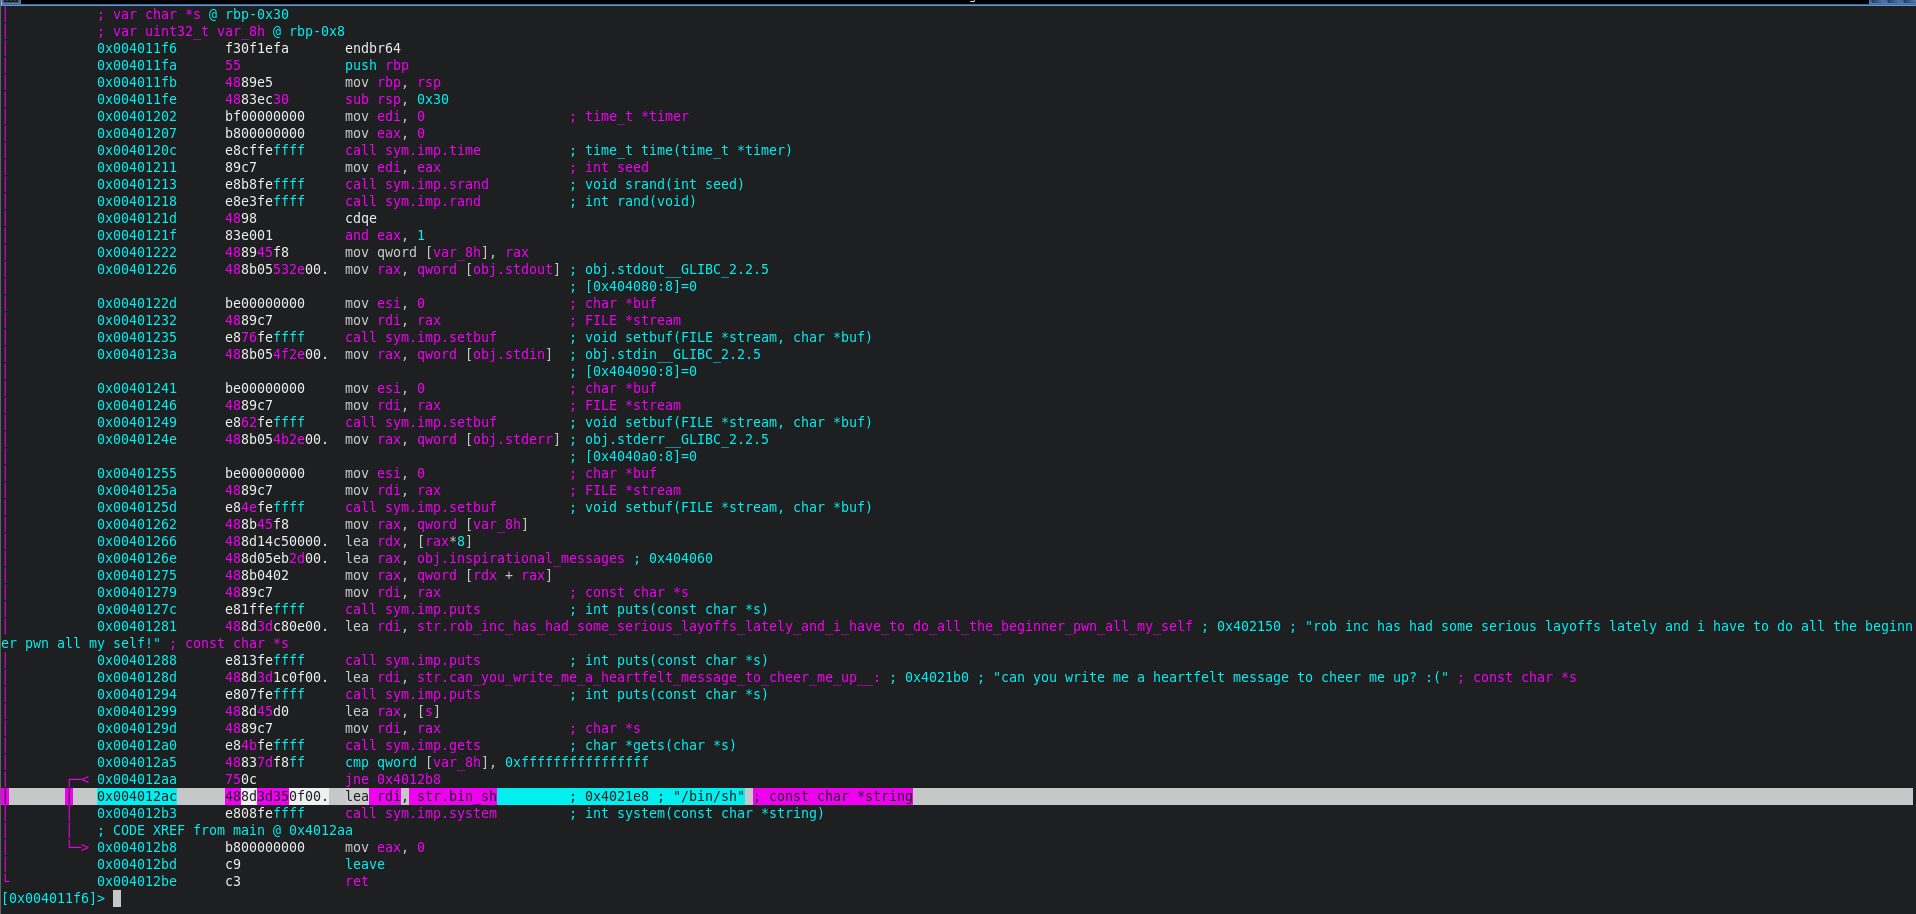 ; var char *s @ rbp-0x30
; var uint32_t var_8h @ rbp-0x8
0x004011f6 f30f1efa endbr64
0x004011fa 55 push rbp
0x004011fb 4889e5 mov rbp, rsp
0x004011fe 4883ec30 sub rsp, 0x30
0x00401202 bf00000000 mov edi, 0 ; time_t *timer
0x00401207 b800000000 mov eax, 0
0x0040120c e8cffeffff call sym.imp.time ; time_t time(time_t *timer)
0x00401211 89c7 mov edi, eax ; int seed
0x00401213 e8b8feffff call sym.imp.srand ; void srand(int seed)
0x00401218 e8e3feffff call sym.imp.rand ; int rand(void)
0x0040121d 4898 cdqe
0x0040121f 83e001 and eax, 1
0x00401222 488945f8 mov qword [var_8h], rax
0x00401226 488b05532e00. mov rax, qword [obj.stdout] ; obj.stdout__GLIBC_2.2.5
; [0x404080:8]=0
0x0040122d be00000000 mov esi, 0 ; char *buf
0x00401232 4889c7 mov rdi, rax ; FILE *stream
0x00401235 e876feffff call sym.imp.setbuf ; void setbuf(FILE *stream, char *buf)
0x0040123a 488b054f2e00. mov rax, qword [obj.stdin] ; obj.stdin__GLIBC_2.2.5
; [0x404090:8]=0
0x00401241 be00000000 mov esi, 0 ; char *buf
0x00401246 4889c7 mov rdi, rax ; FILE *stream
0x00401249 e862feffff call sym.imp.setbuf ; void setbuf(FILE *stream, char *buf)
0x0040124e 488b054b2e00. mov rax, qword [obj.stderr] ; obj.stderr__GLIBC_2.2.5
; [0x4040a0:8]=0
0x00401255 be00000000 mov esi, 0 ; char *buf
0x0040125a 4889c7 mov rdi, rax ; FILE *stream
0x0040125d e84efeffff call sym.imp.setbuf ; void setbuf(FILE *stream, char *buf)
0x00401262 488b45f8 mov rax, qword [var_8h]
0x00401266 488d14c50000. lea rdx, [rax*8]
0x0040126e 488d05eb2d00. lea rax, obj.inspirational_messages ; 0x404060
0x00401275 488b0402 mov rax, qword [rdx + rax]
0x00401279 4889c7 mov rdi, rax ; const char *s
0x0040127c e81ffeffff call sym.imp.puts ; int puts(const char *s)
0x00401281 488d3dc80e00. lea rdi, str.rob_inc_has_had_some_serious_layoffs_lately_and_i_have_to_do_all_the_beginner_pwn_all_my_self ; 0x402150 ; "rob inc has had some serious layoffs lately and i have to do all the beginn
er pwn all my self!" ; const char *s
0x00401288 e813feffff call sym.imp.puts ; int puts(const char *s)
0x0040128d 488d3d1c0f00. lea rdi, str.can_you_write_me_a_heartfelt_message_to_cheer_me_up__: ; 0x4021b0 ; "can you write me a heartfelt message to cheer me up? :(" ; const char *s
0x00401294 e807feffff call sym.imp.puts ; int puts(const char *s)
0x00401299 488d45d0 lea rax, [s]
0x0040129d 4889c7 mov rdi, rax ; char *s
0x004012a0 e84bfeffff call sym.imp.gets ; char *gets(char *s)
0x004012a5 48837df8ff cmp qword [var_8h], 0xffffffffffffffff
0x004012aa 750c jne 0x4012b8
0x004012ac 488d3d350f00. lea rdi, str.bin_sh ; 0x4021e8 ; "/bin/sh" ; const char *string
0x004012b3 e808feffff call sym.imp.system ; int system(const char *string)
; CODE XREF from main @ 0x4012aa
0x004012b8 b800000000 mov eax, 0
0x004012bd c9 leave
0x004012be c3 ret
[0x004011f6]>